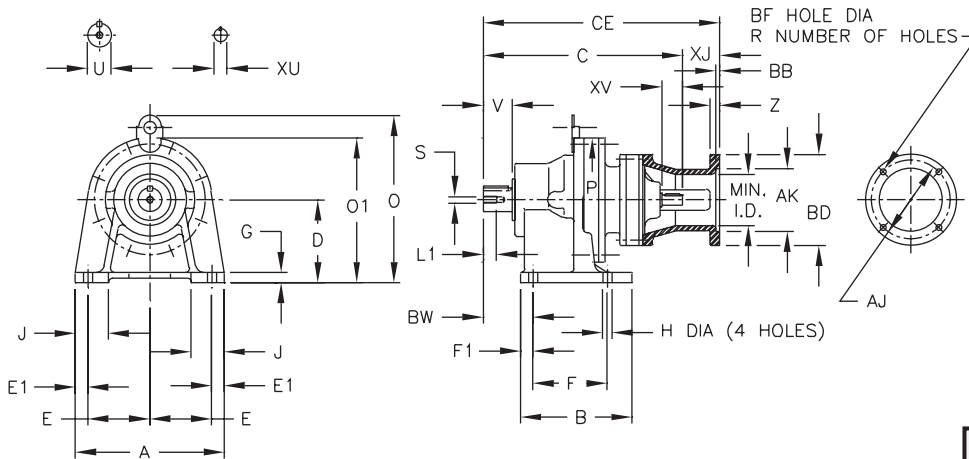 U
XU
CE
C
XJ
BB
XV
Z
V
BF HOLE DIA
R NUMBER OF HOLES
S
P
MIN.
I.D.
AK
BD
O1
O
D
G
L1
AJ
BW
H DIA (4 HOLES)
J
J
F1
E1
E1
F
E
E
B
A